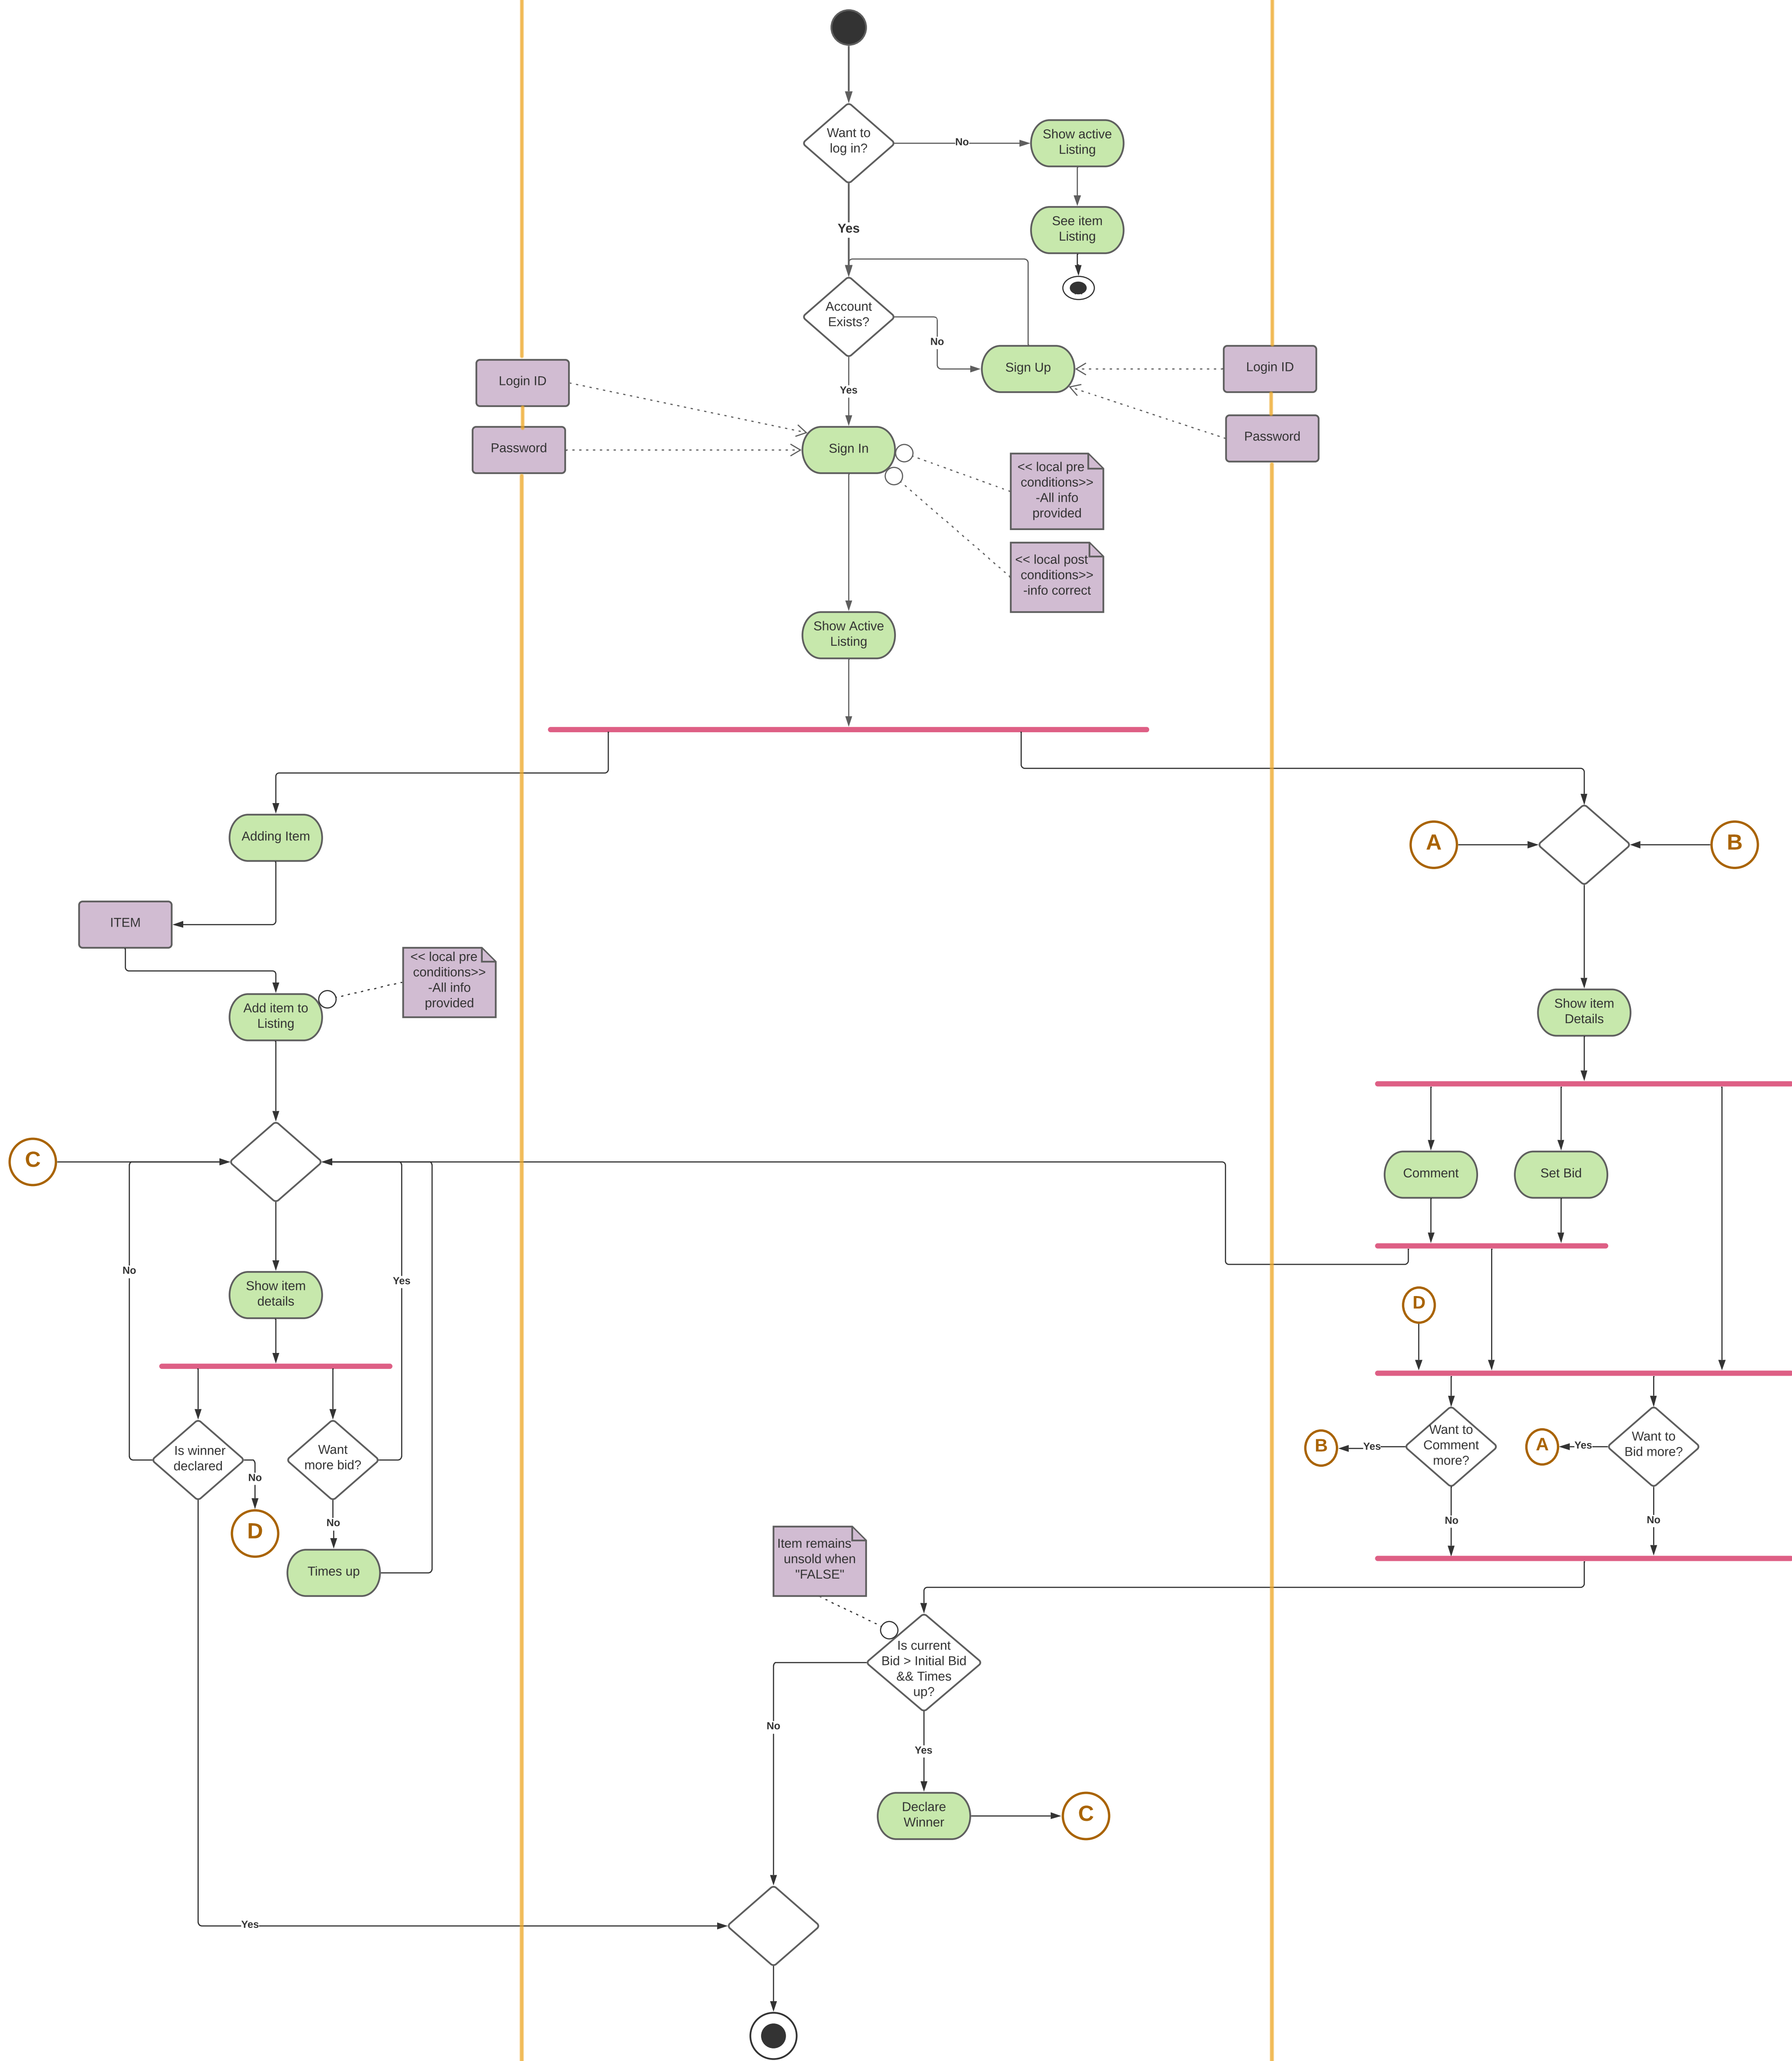 Want to
log in?
No
Show active
Listing
Yes
See item
Listing
Account
Exists?
No
Sign Up
Login ID
Login ID
Yes
Password
Password
Sign In
<< local pre
conditions>>
-All info
provided
<< local post
conditions>>
-info correct
Show Active
Listing
Adding Item
A
B
ITEM
<< local pre
conditions>>
-All info
provided
Add item to
Listing
Show item
Details
C
Comment
Set Bid
No
Yes
Show item
details
D
Is winner
declared
Want
more bid?
No
D
No
Times up
B
Yes
Want to
Comment
more?
A
Yes
Want to
Bid more?
No
No
Item remains
unsold when
"FALSE"
Is current
Bid > Initial Bid
&& Times
up?
No
Yes
Declare
Winner
C
Yes